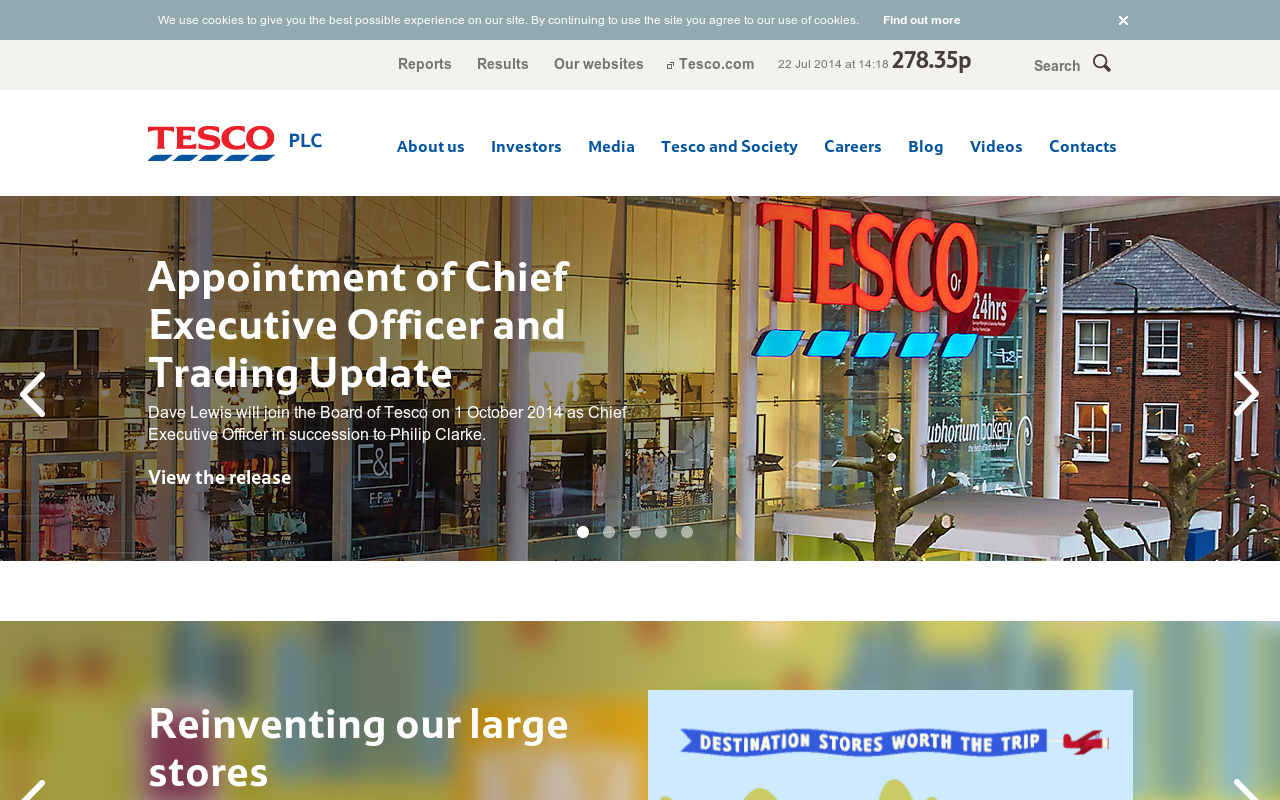 We use cookies to give you the best possible experience on our site. By continuing to use the site you agree to our use of cookies. Find out more
Reports Results Our websites Tesco.com 22 Jul 2014 at 14:18 278.35p Search
TESCO PLC
About us Investors Media Tesco and Society Careers Blog Videos Contacts
TESCO
24hrs
Appointment of Chief
Executive Officer and
Trading Update
Dave Lewis will join the Board of Tesco on 1 October 2014 as Chief
Executive Officer in succession to Philip Clarke.
F&F
View the release
Reinventing our large
stores
DESTINATION STORES WORTH THE TRIP